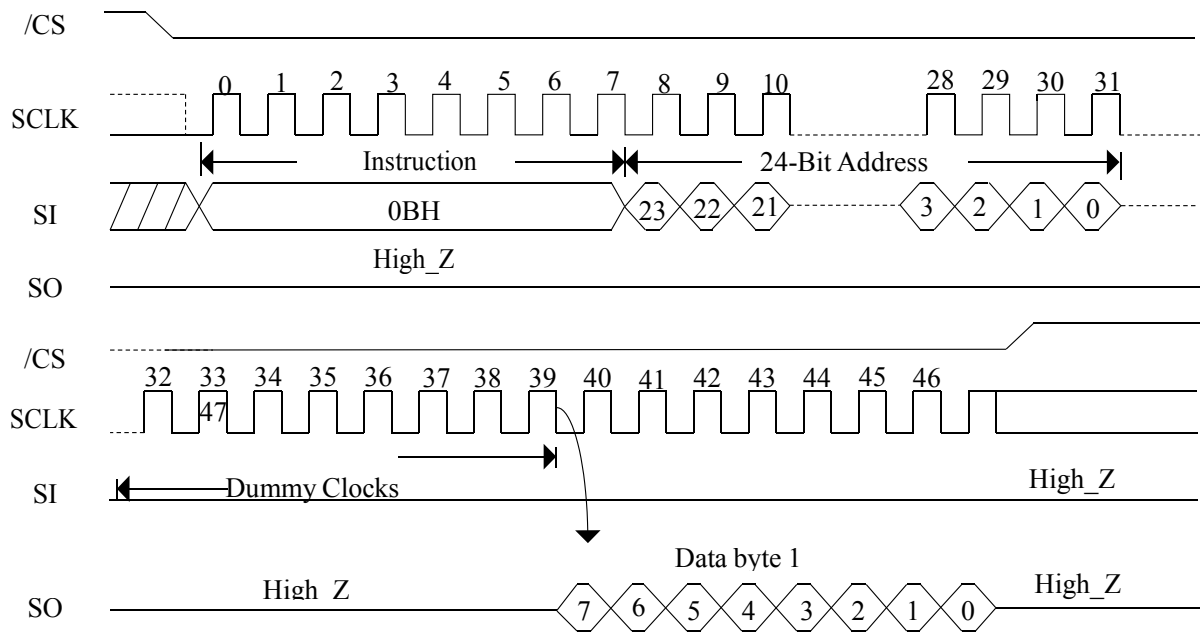 /CS
0 1 2 3 4 5 6 7 8 9 10 28 29 30 31
SCLK
Instruction 24-Bit Address
SI 0BH 23 22 21 3 2 1 0
High_Z
SO
/CS
32 33 34 35 36 37 38 39 40 41 42 43 44 45 46
SCLK 47
SI Dummy Clocks High_Z
Data byte 1
High_Z High_Z
SO 7 6 5 4 3 2 1 0